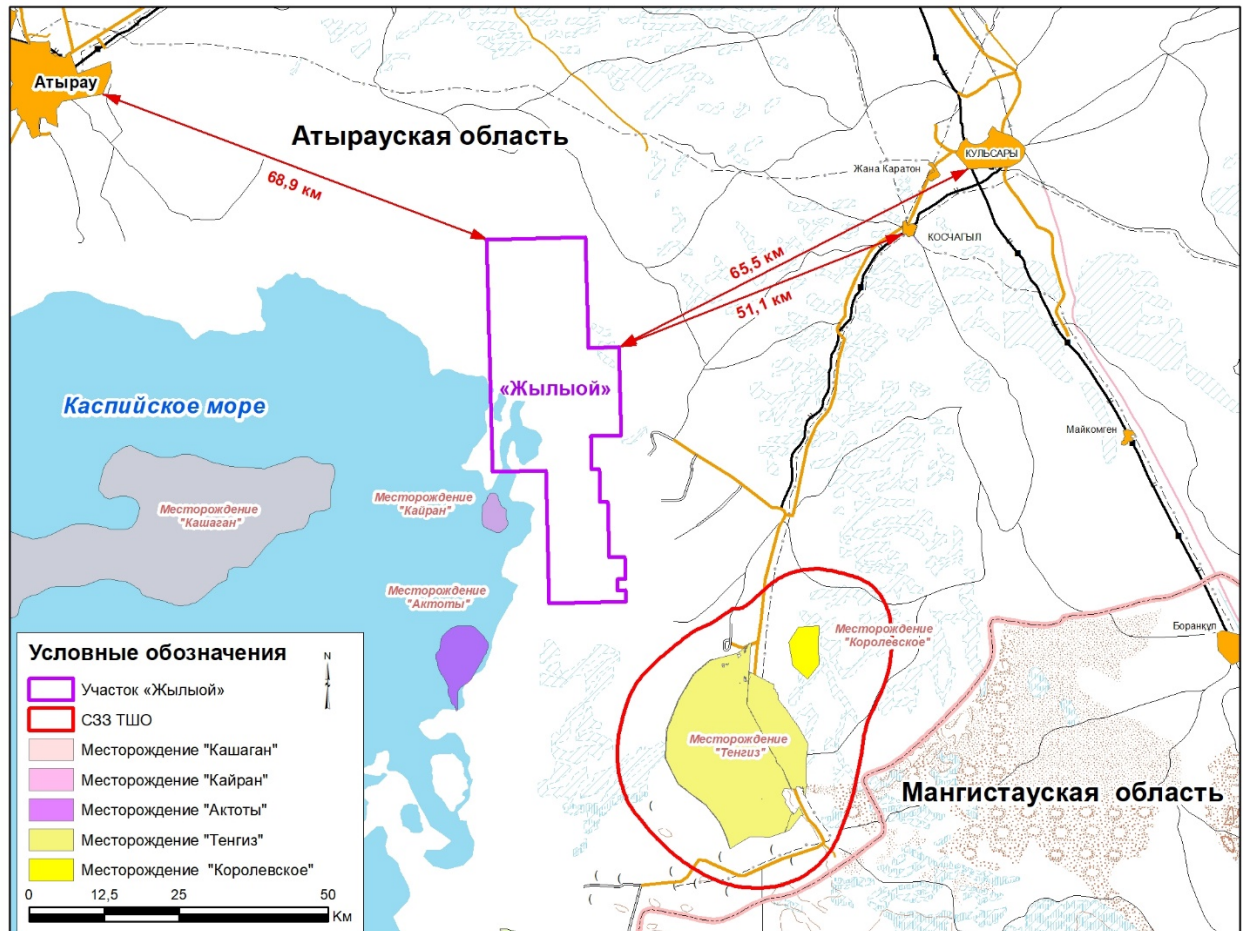 Атырау
Атырауская область
68,9 км
КУЛЬСАРЫ
Жана Каратон
КОСЧАГЫЛ
65,5 км
51,1 км
«Жылыой»
Каспийское море
Майкомген
Месторождение
"Кашаган"
Месторождение
"Кайран"
Месторождение
"Актоты"
Месторождение
"Королевское"
Боранкул
Месторождение
"Тенгиз"
Мангистауская область
Условные обозначения
N
Участок «Жылыой»
СЗЗ ТШО
Месторождение "Кашаган"
Месторождение "Кайран"
Месторождение "Актоты"
Месторождение "Тенгиз"
Месторождение "Королевское"
0 12,5 25 50
Км